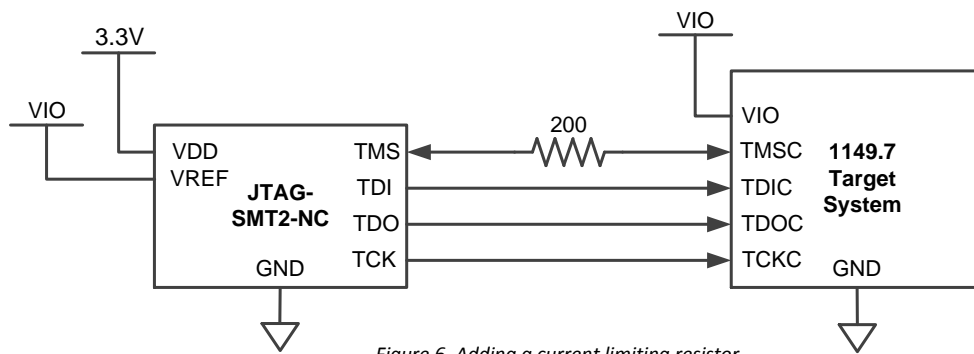 VIO
3.3V
VIO
200
VDD
VREF
JTAG-
SMT2-NC
TMS
TDI
TDO
TCK
GND
VIO
TMSC
TDIC
TDOC
TCKC
1149.7
Target
System
GND
Figure 6. Adding a current limiting resistor